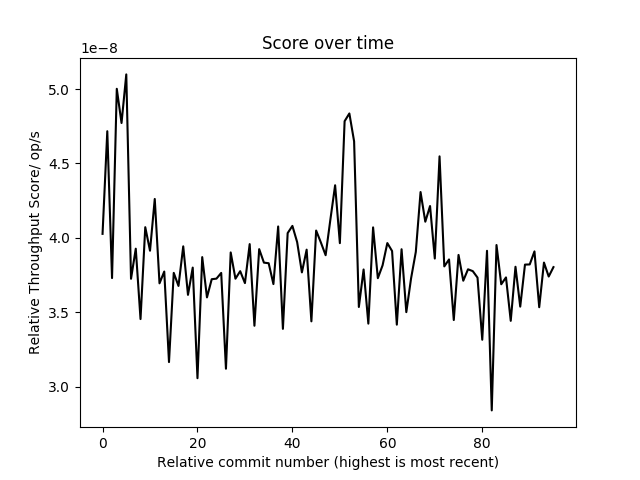 Score over time
1e−8
5.0
4.5
4.0
3.5
3.0
Relative Throughput Score/ op/s
0 20 40 60 80
Relative commit number (highest is most recent)